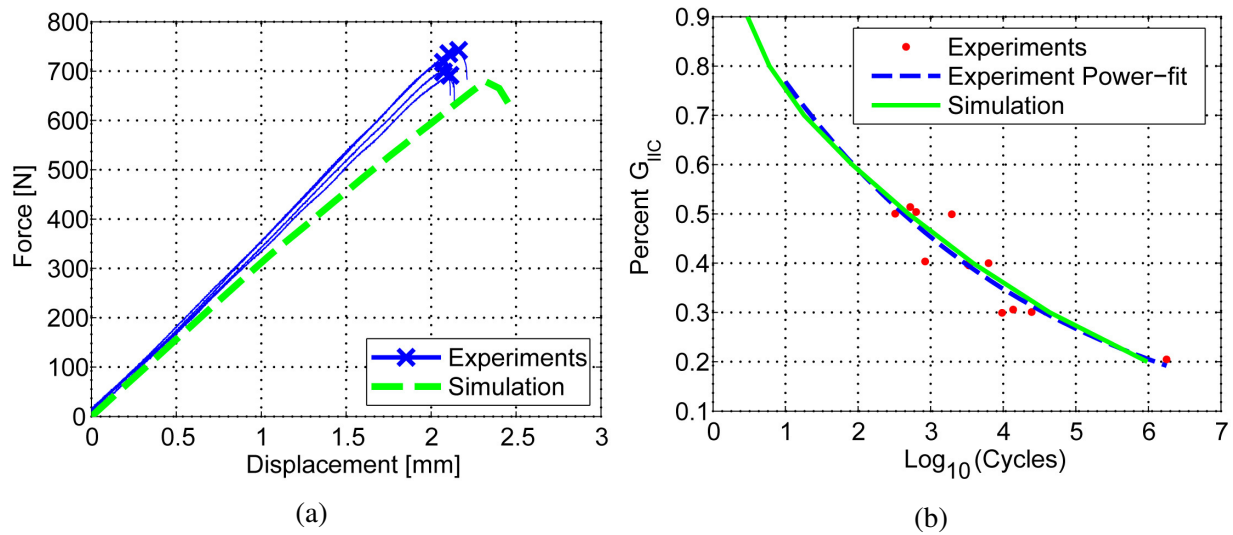 800
700
600
500
400
300
200
100
0
Force [N]
Experiments
Simulation
0 0.5 1 1.5 2 2.5 3
Displacement [mm]
(a)
0.9
0.8
0.7
0.6
0.5
0.4
0.3
0.2
0.1
Percent G_IIC
Experiments
Experiment Power-fit
Simulation
0 1 2 3 4 5 6 7
Log_10(Cycles)
(b)